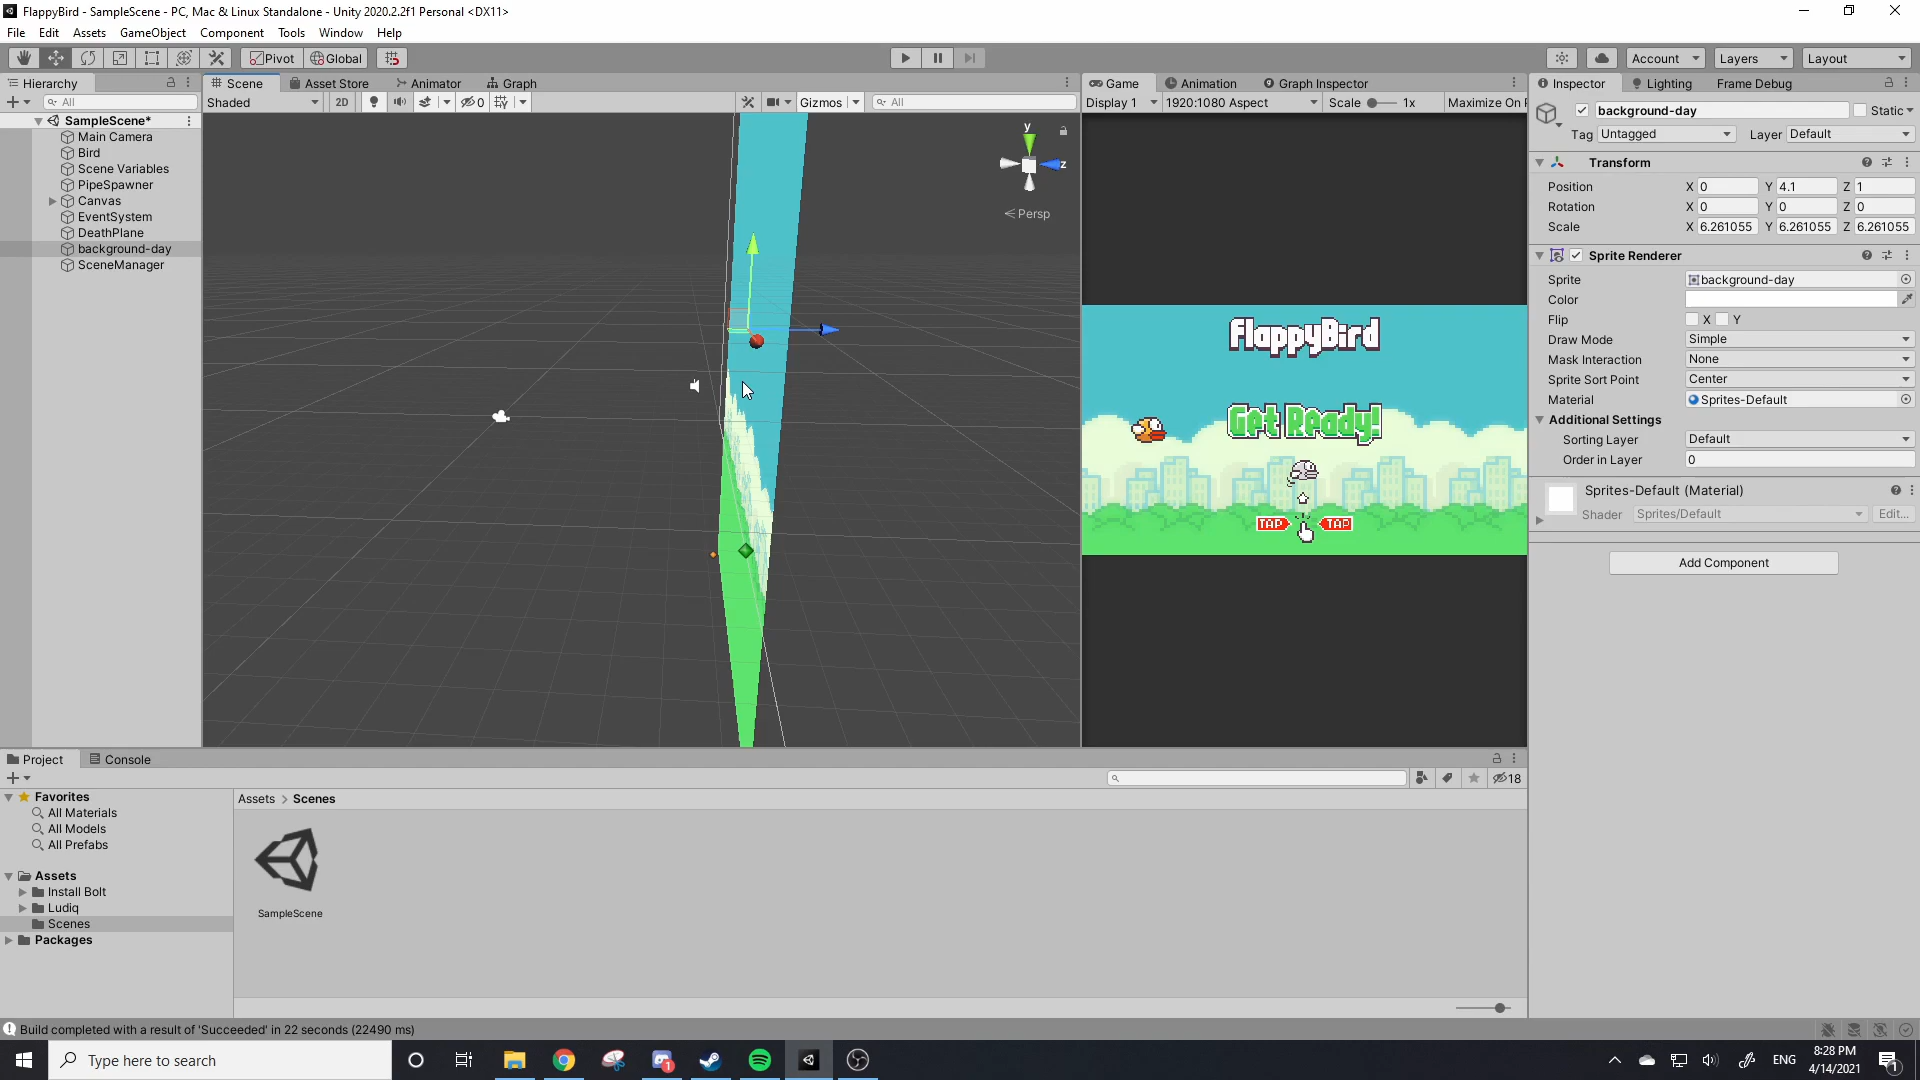 FlappyBird - SampleScene - PC, Mac & Linux Standalone - Unity 2020.2.2f1 Personal <DX11>
File Edit Assets GameObject Component Tools Window Help
Pivot Global Account Layers Layout
Hierarchy Scene Asset Store Animator Graph Game Animation Graph Inspector Inspector Lighting Frame Debug
All Shaded 2D 0 Gizmos All Display 1 1920:1080 Aspect Scale 1x Maximize On
SampleScene*
Main Camera
Bird
Scene Variables
PipeSpawner
Canvas
EventSystem
DeathPlane
background-day
SceneManager
y
z
Persp
FlappyBird
Get Ready!
TAP TAP
background-day Static
Tag Untagged Layer Default
Transform
Position X 0 Y 4.1 Z 1
Rotation X 0 Y 0 Z 0
Scale X 6.261055 Y 6.261055 Z 6.261055
Sprite Renderer
Sprite background-day
Color
Flip X Y
Draw Mode Simple
Mask Interaction None
Sprite Sort Point Center
Material Sprites-Default
Additional Settings
Sorting Layer Default
Order in Layer 0
Sprites-Default (Material)
Shader Sprites/Default Edit...
Add Component
Project Console
18
Favorites
All Materials
All Models
All Prefabs
Assets
Install Bolt
Ludiq
Scenes
Packages
Assets > Scenes
SampleScene
Build completed with a result of 'Succeeded' in 22 seconds (22490 ms)
Type here to search
1
ENG
8:28 PM
4/14/2021
1